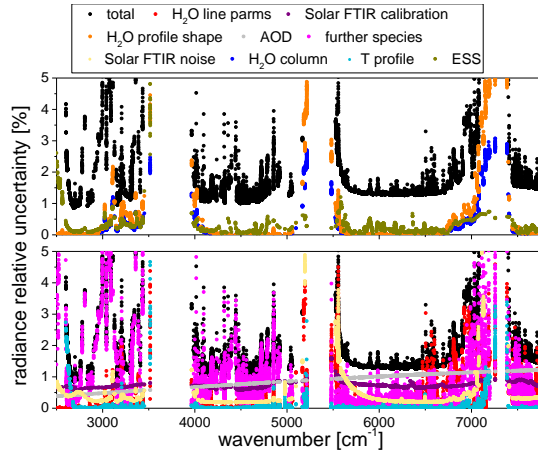 total H₂O line parms Solar FTIR calibration
H₂O profile shape AOD further species
Solar FTIR noise H₂O column T profile ESS
radiance relative uncertainty [%]
5
4
3
2
1
0
5
4
3
2
1
0
3000 4000 5000 6000 7000
wavenumber [cm⁻¹]